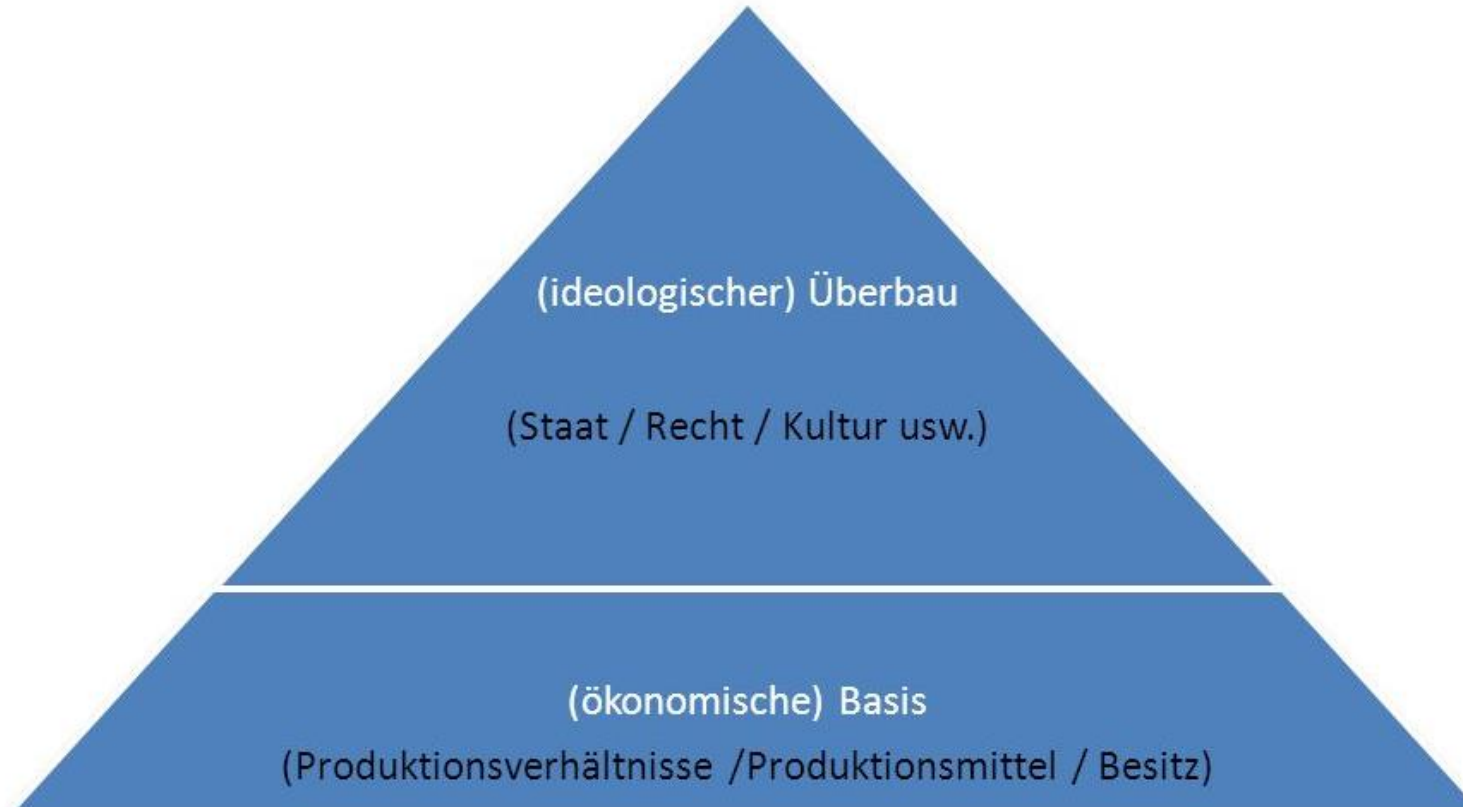 (ideologischer) Überbau
(Staat / Recht / Kultur usw.)
(ökonomische) Basis
(Produktionsverhältnisse /Produktionsmittel / Besitz)